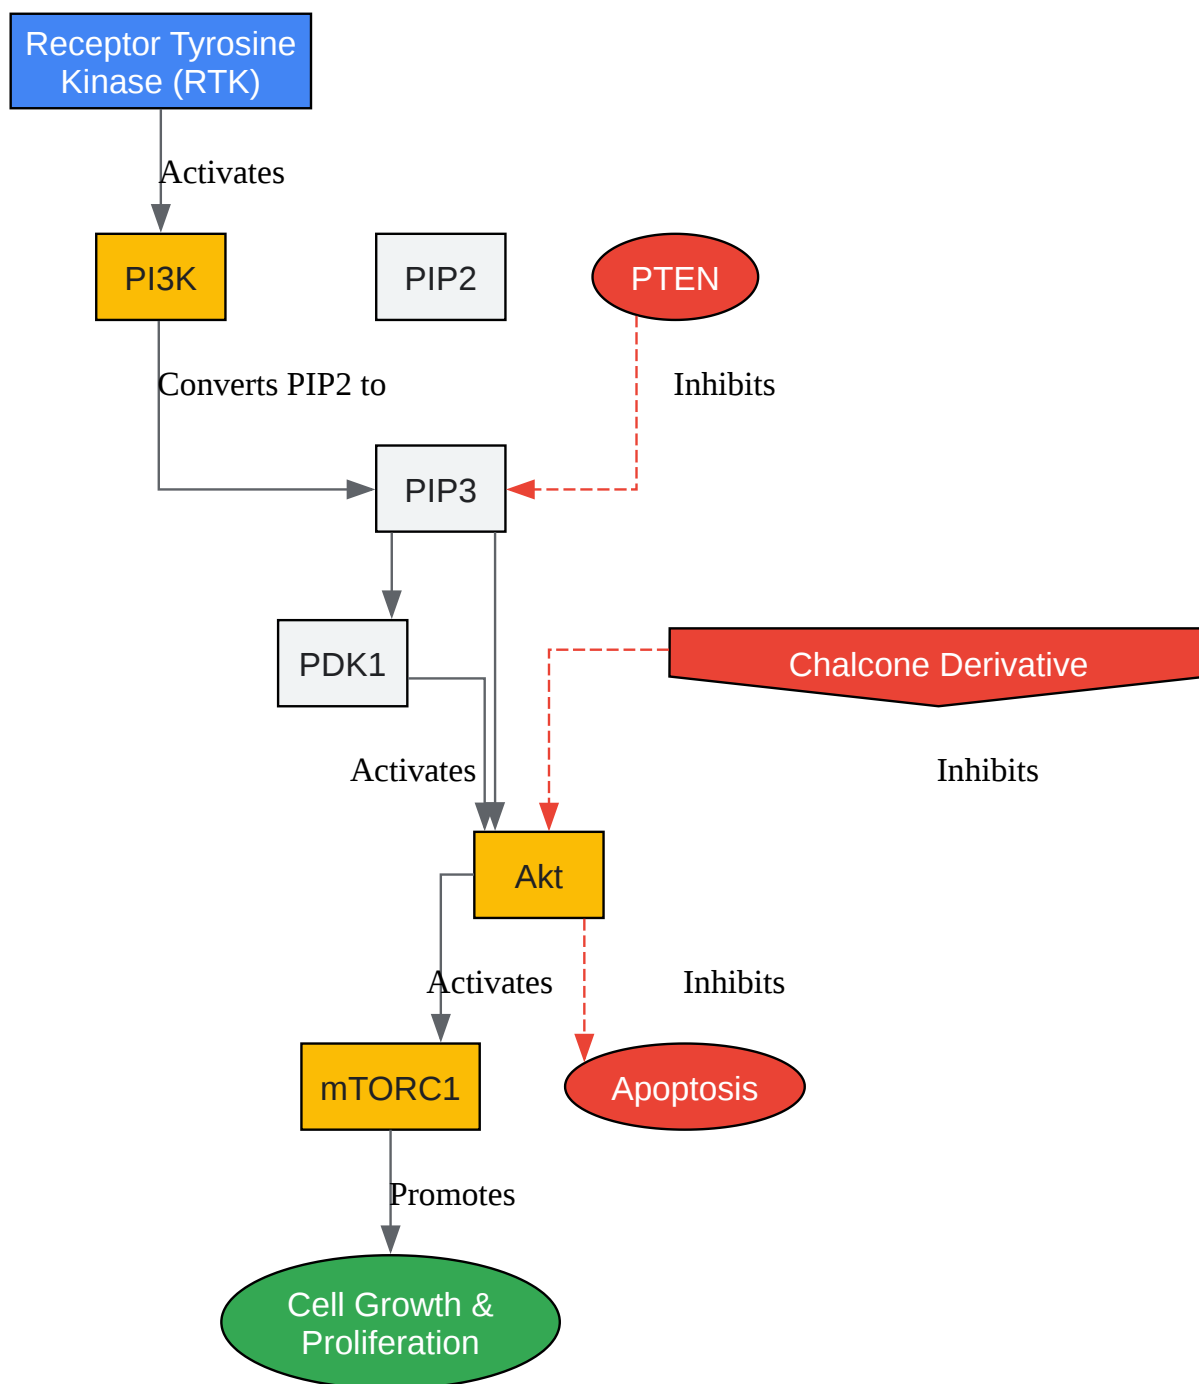 Receptor Tyrosine
Kinase (RTK)
Activates
PI3K
PIP2
PTEN
Converts PIP2 to
Inhibits
PIP3
PDK1
Chalcone Derivative
Activates
Inhibits
Akt
Activates
Inhibits
mTORC1
Apoptosis
Promotes
Cell Growth &
Proliferation